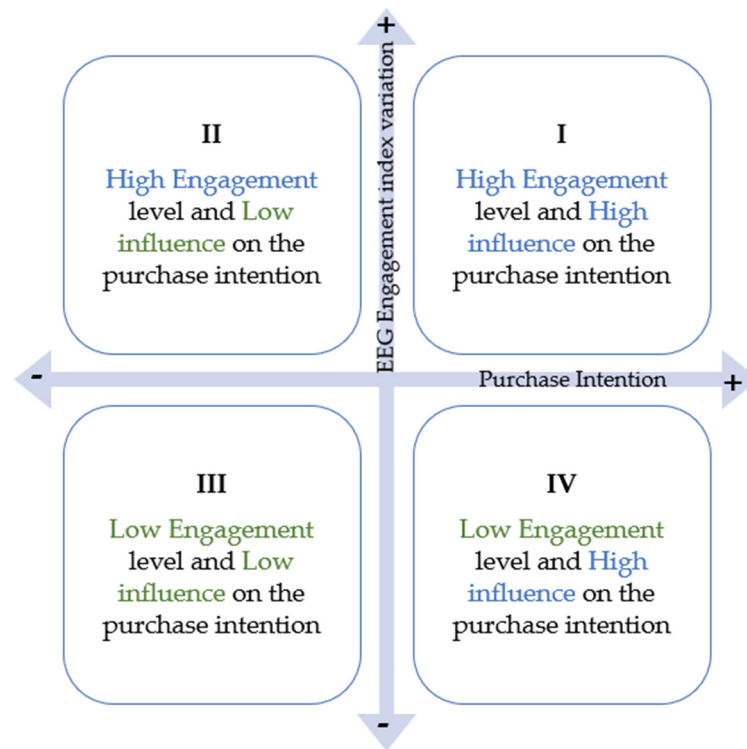 +
EEG Engagement index variation
II
High Engagement
level and Low
influence on the
purchase intention
I
High Engagement
level and High
influence on the
purchase intention
-
Purchase Intention
+
III
Low Engagement
level and Low
influence on the
purchase intention
IV
Low Engagement
level and High
influence on the
purchase intention
-